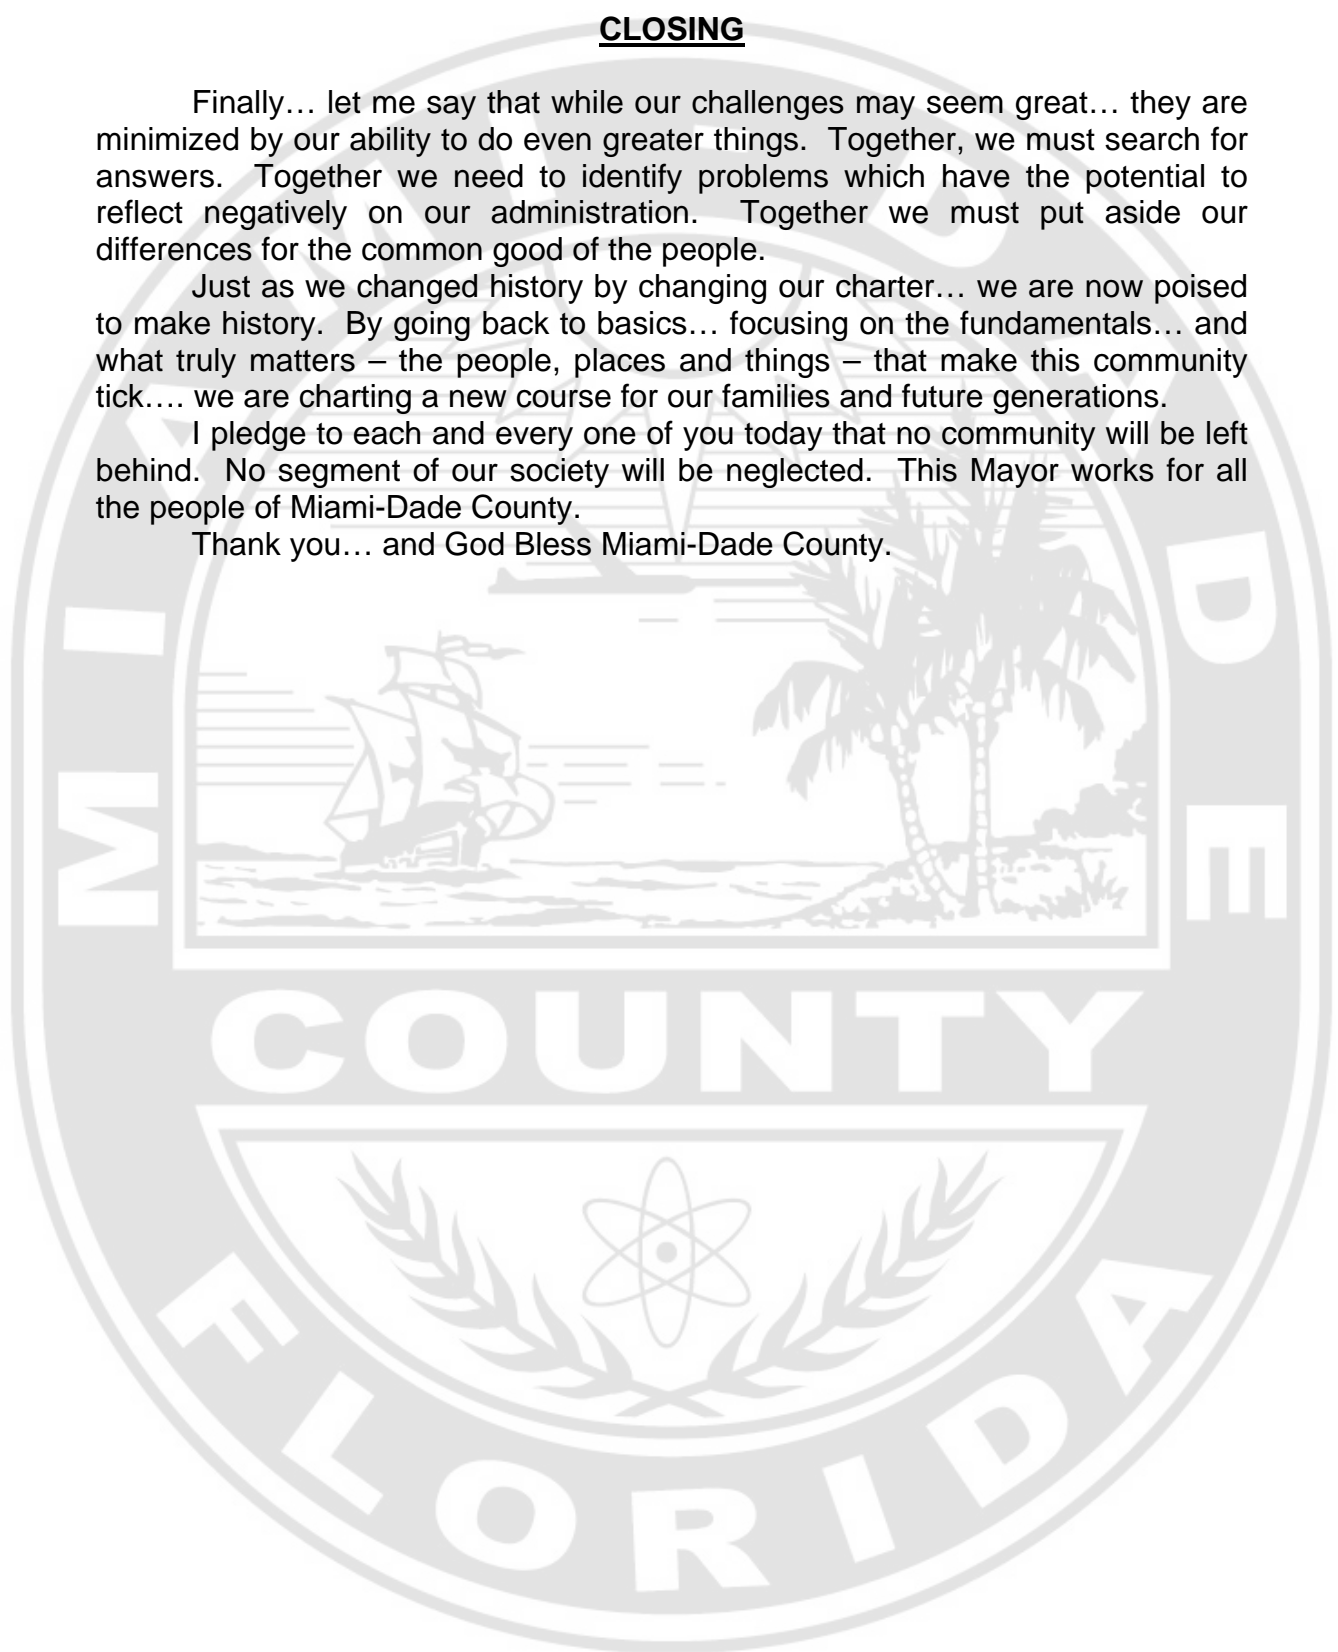 CLOSING
Finally… let me say that while our challenges may seem great… they are
minimized by our ability to do even greater things. Together, we must search for
answers. Together we need to identify problems which have the potential to
reflect negatively on our administration. Together we must put aside our
differences for the common good of the people.
Just as we changed history by changing our charter… we are now poised
to make history. By going back to basics… focusing on the fundamentals… and
what truly matters – the people, places and things – that make this community
tick…. we are charting a new course for our families and future generations.
I pledge to each and every one of you today that no community will be left
behind. No segment of our society will be neglected. This Mayor works for all
the people of Miami-Dade County.
Thank you… and God Bless Miami-Dade County.
MIAMI-DADE
COUNTY
FLORIDA